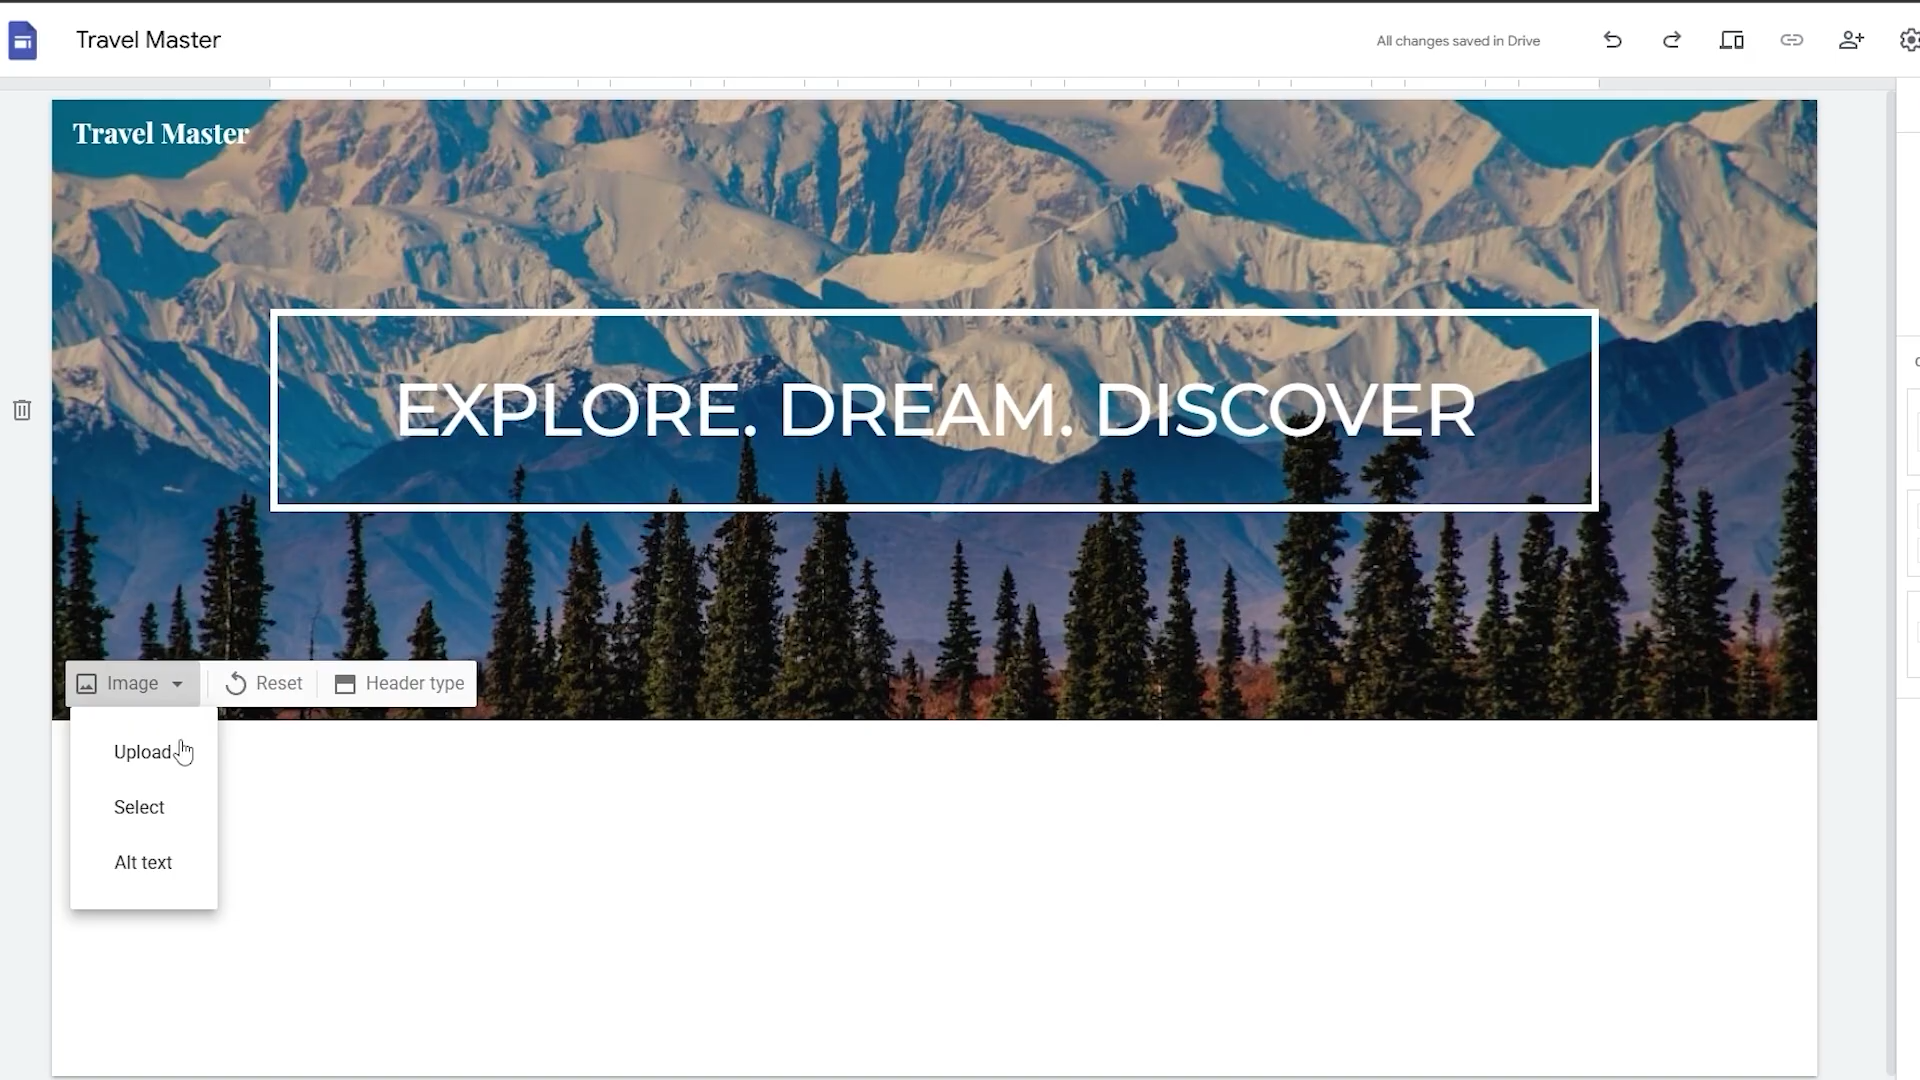 Travel Master
All changes saved in Drive
Travel Master
EXPLORE. DREAM. DISCOVER
Image
Reset
Header type
Upload
Select
Alt text